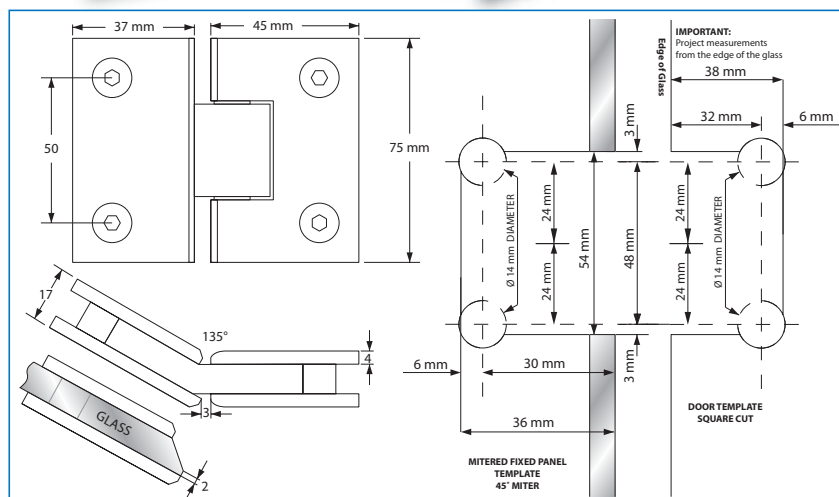 37 mm
45 mm
50
75 mm
17
135°
4
3
GLASS
2
Edge of Glass
IMPORTANT:
Project measurements
from the edge of the glass
38 mm
32 mm
6 mm
3 mm
24 mm
24 mm
Ø 14 mm DIAMETER
54 mm
48 mm
24 mm
24 mm
Ø 14 mm DIAMETER
6 mm
30 mm
3 mm
36 mm
MITERED FIXED PANEL
TEMPLATE
45° MITER
DOOR TEMPLATE
SQUARE CUT